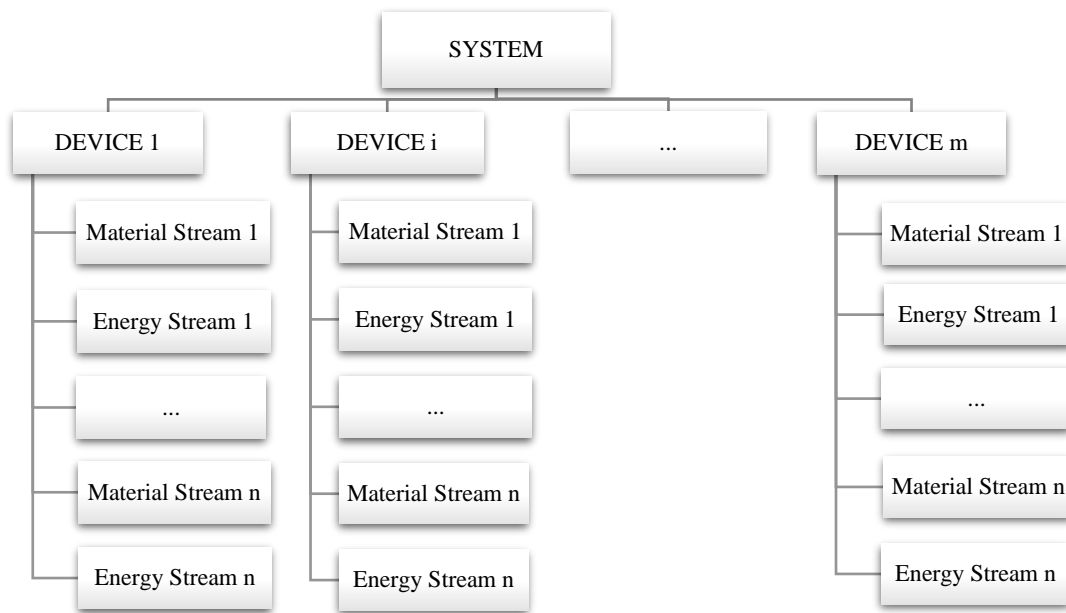 SYSTEM
DEVICE 1
Material Stream 1
Energy Stream 1
...
Material Stream n
Energy Stream n
DEVICE i
Material Stream 1
Energy Stream 1
...
Material Stream n
Energy Stream n
...
DEVICE m
Material Stream 1
Energy Stream 1
...
Material Stream n
Energy Stream n